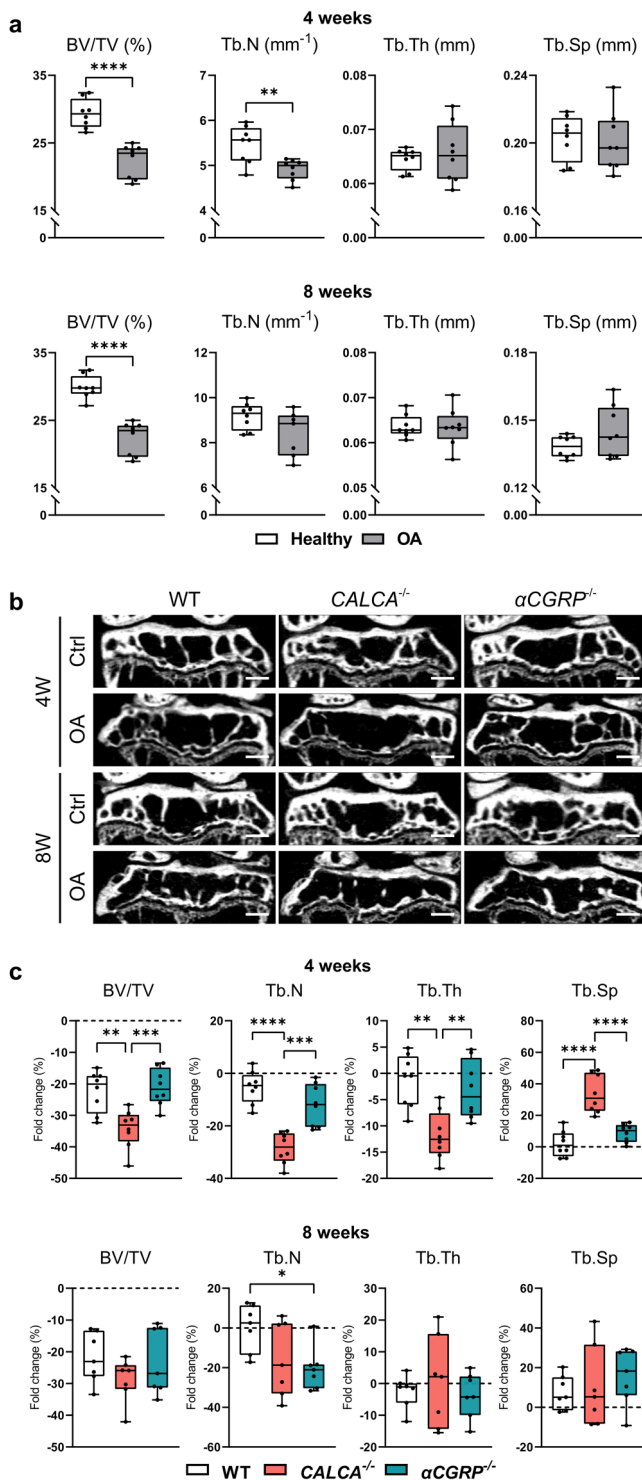 a
4 weeks
BV/TV (%)
Tb.N (mm⁻¹)
Tb.Th (mm)
Tb.Sp (mm)
35
25
15
0
****
6
5
4
0
**
0.08
0.07
0.06
0.00
0.24
0.20
0.16
0.00
8 weeks
BV/TV (%)
Tb.N (mm⁻¹)
Tb.Th (mm)
Tb.Sp (mm)
35
25
15
0
****
12
10
8
6
0
0.08
0.07
0.06
0.05
0.00
0.18
0.15
0.12
0.00
Healthy OA
b
WT CALCA⁻/⁻ αCGRP⁻/⁻
4W
Ctrl
OA
8W
Ctrl
OA
c
4 weeks
BV/TV
Tb.N
Tb.Th
Tb.Sp
Fold change (%)
0
-10
-20
-30
-40
-50
** ***
Fold change (%)
20
0
-20
-40
**** ***
Fold change (%)
10
5
0
-5
-10
-15
-20
** **
Fold change (%)
80
60
40
20
0
-20
**** ****
8 weeks
BV/TV
Tb.N
Tb.Th
Tb.Sp
Fold change (%)
0
-10
-20
-30
-40
-50
Fold change (%)
20
0
-20
-40
-60
*
Fold change (%)
30
20
10
0
-10
-20
Fold change (%)
60
40
20
0
-20
WT CALCA⁻/⁻ αCGRP⁻/⁻